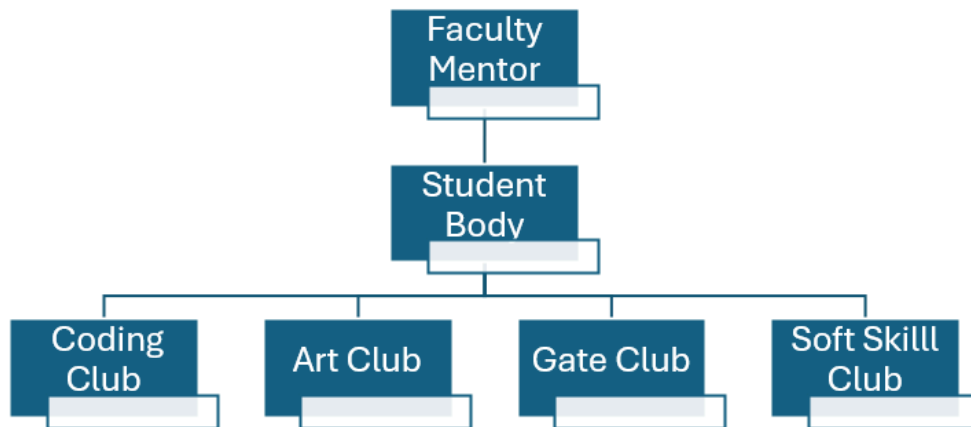 Faculty
Mentor
Student
Body
Coding
Club
Art Club
Gate Club
Soft Skilll
Club